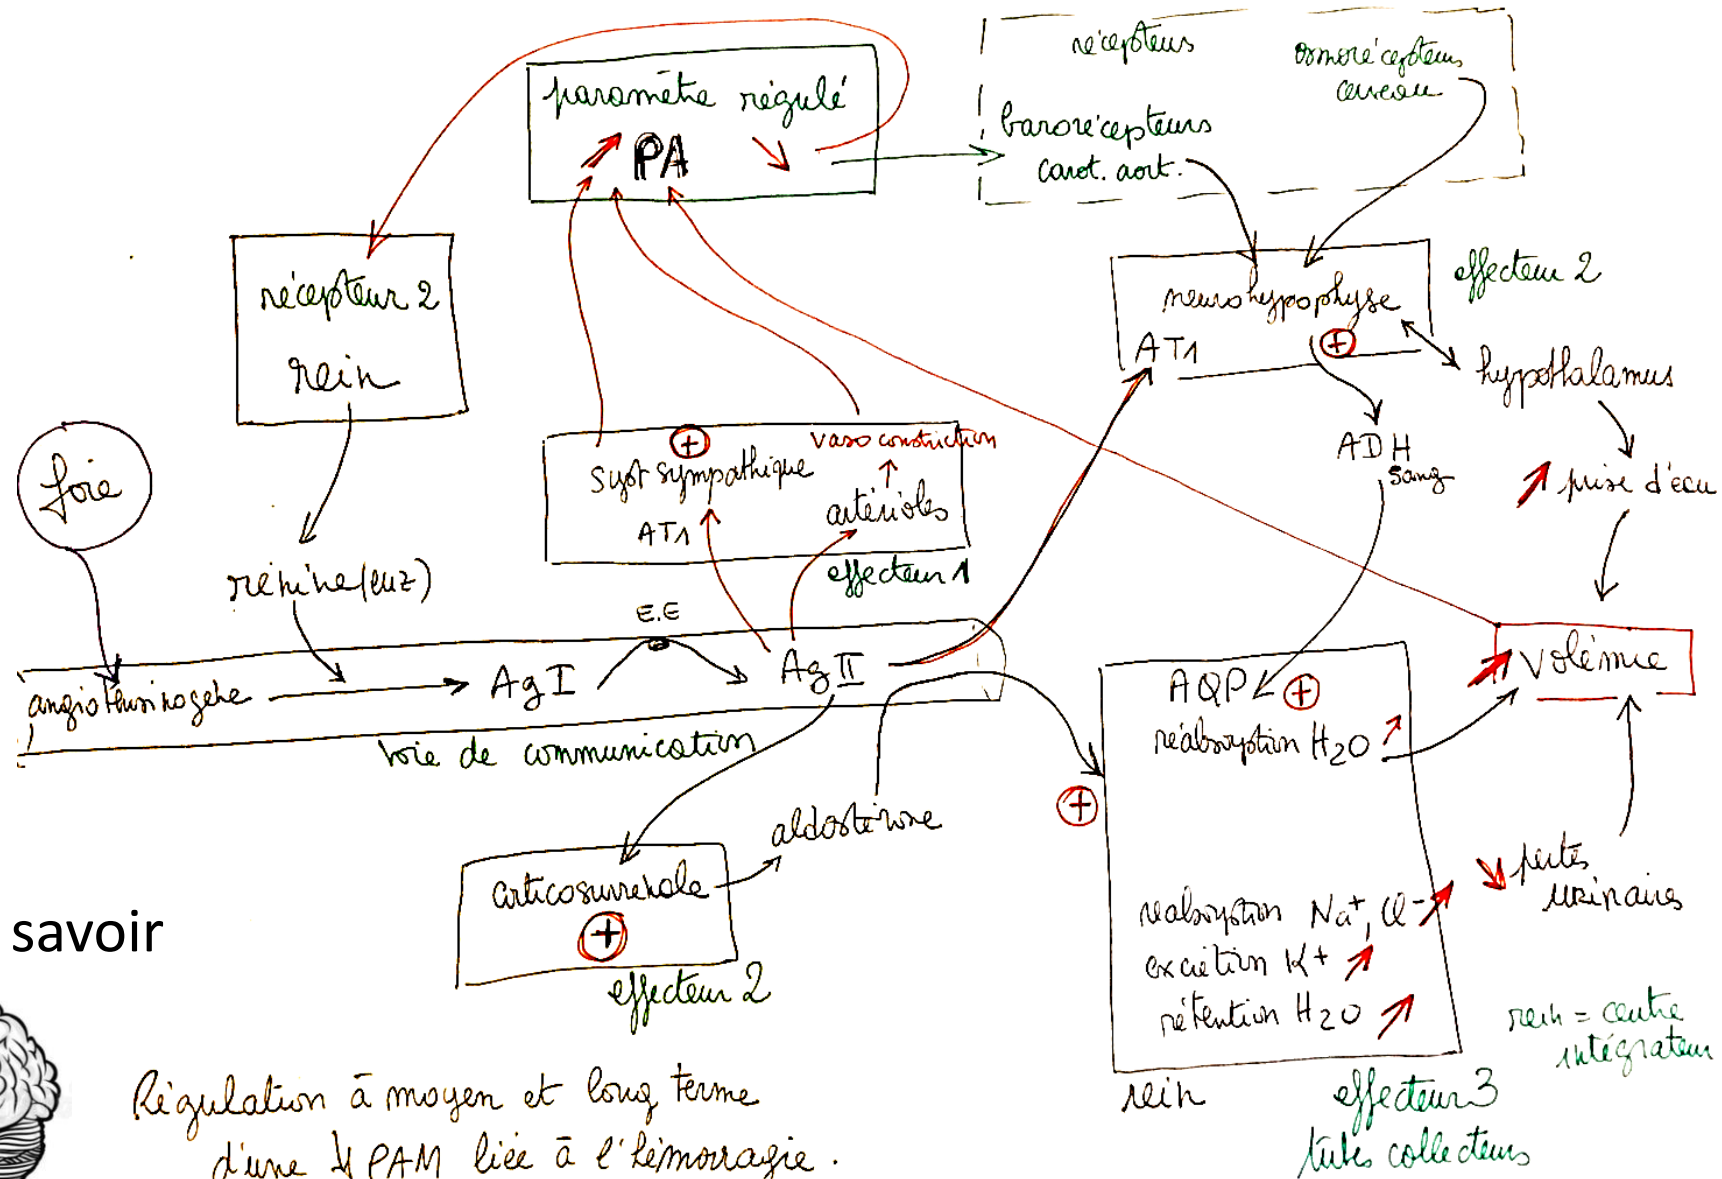 récepteurs
osmorécepteurs
cerveau
paramètre régulé
PA
barorécepteurs
carot. aort.
récepteur 2
rein
neurohypophyse
AT1
+
effecteur 2
hypothalamus
foie
+
vasoconstriction
syst sympathique
artérioles
AT1
effecteur 1
ADH
sang
prise d'eau
rénine (enz)
E.E
angiotensinogène
Ag I
Ag II
voie de communication
AQP
+
réabsorption H2O
volémie
+
aldostérone
corticosurrénale
+
effecteur 2
pertes
urinaires
réabsorption Na+, Cl-
excrétion K+
rétention H2O
rein = centre
intégrateur
rein
effecteur 3
tubes collecteurs
savoir
Régulation à moyen et long terme
d'une ↓ PAM liée à l'hémorragie.